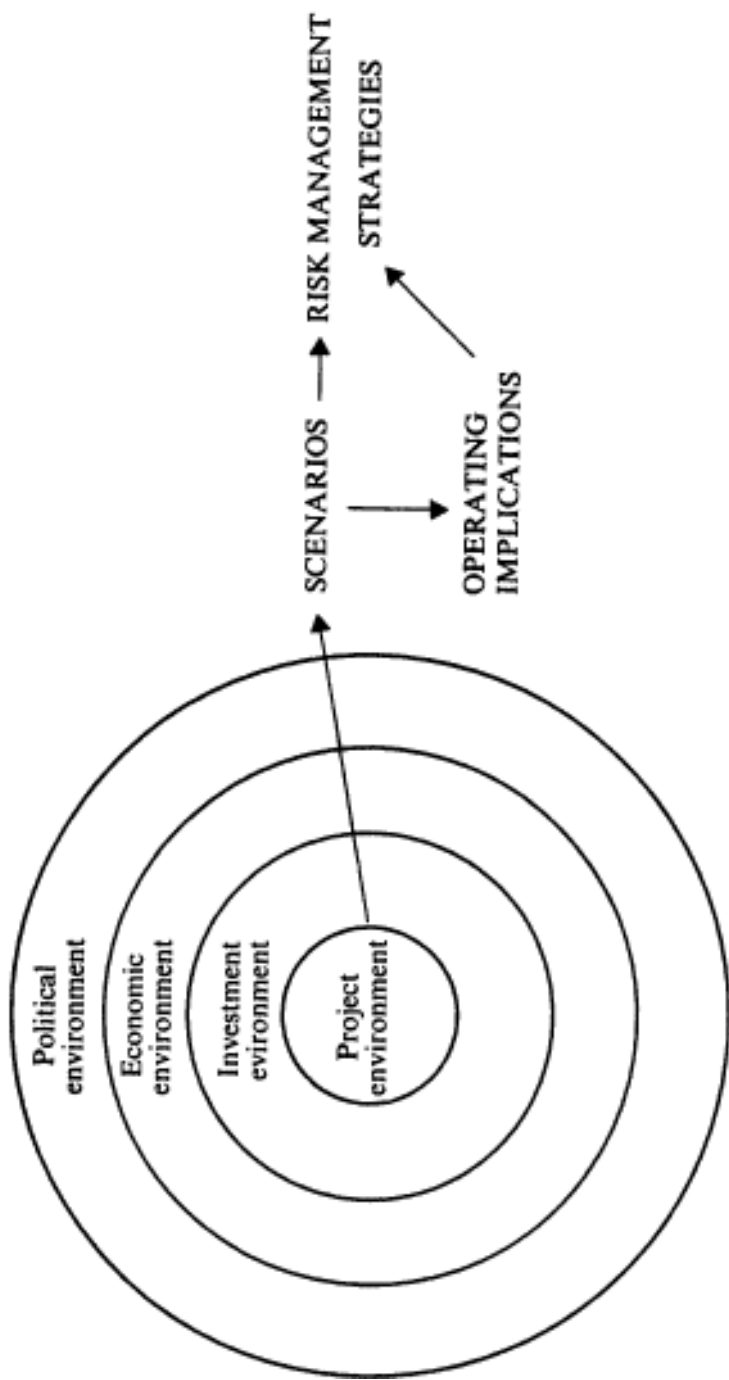 Political
environment
Economic
environment
Investment
evironment
Project
environment
SCENARIOS
RISK MANAGEMENT
STRATEGIES
OPERATING
IMPLICATIONS